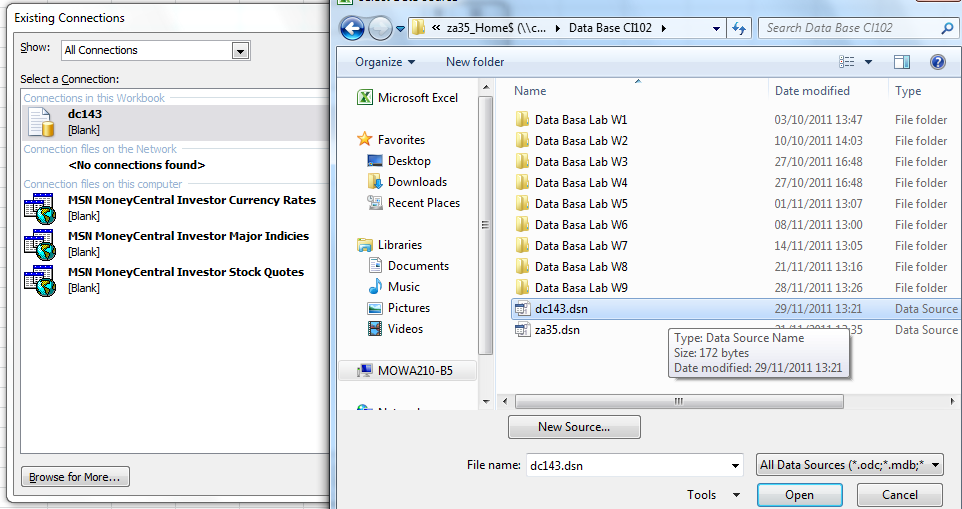 Existing Connections
Show: All Connections
Select a Connection:
Connections in this Workbook
dc143
[Blank]
Connection files on the Network
<No connections found>
Connection files on this computer
MSN MoneyCentral Investor Currency Rates
[Blank]
MSN MoneyCentral Investor Major Indicies
[Blank]
MSN MoneyCentral Investor Stock Quotes
[Blank]
Browse for More...
« za35_Home$ (\\c... Data Base CI102
Search Data Base CI102
Organize New folder
Microsoft Excel
Favorites
Desktop
Downloads
Recent Places
Libraries
Documents
Music
Pictures
Videos
MOWA210-B5
Name Date modified Type
Data Basa Lab W1 03/10/2011 13:47 File folder
Data Basa Lab W2 10/10/2011 14:03 File folder
Data Basa Lab W3 27/10/2011 16:48 File folder
Data Basa Lab W4 27/10/2011 16:48 File folder
Data Basa Lab W5 01/11/2011 13:07 File folder
Data Basa Lab W6 08/11/2011 13:00 File folder
Data Basa Lab W7 14/11/2011 13:05 File folder
Data Basa Lab W8 21/11/2011 13:16 File folder
Data Basa Lab W9 28/11/2011 13:26 File folder
dc143.dsn 29/11/2011 13:21 Data Source
za35.dsn Data Source
Type: Data Source Name
Size: 172 bytes
Date modified: 29/11/2011 13:21
New Source...
File name: dc143.dsn All Data Sources (*.odc;*.mdb;*
Tools Open Cancel